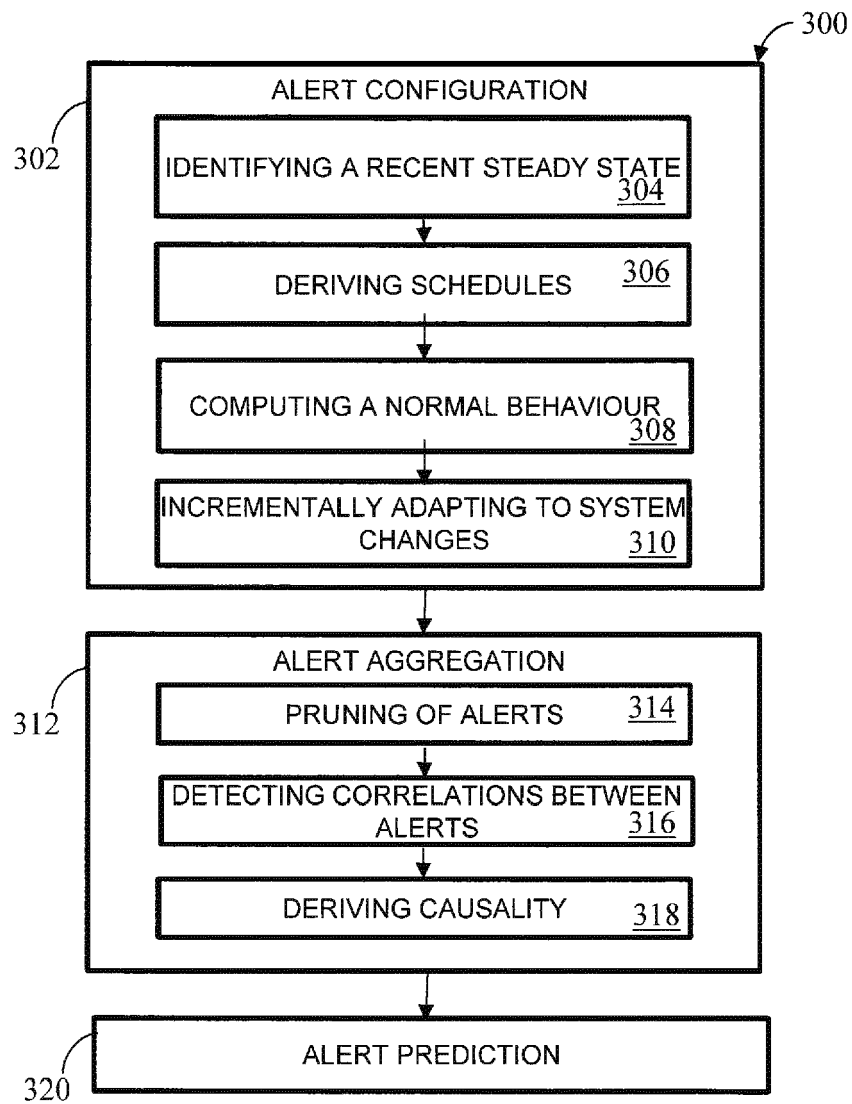 300
302
ALERT CONFIGURATION
IDENTIFYING A RECENT STEADY STATE
304
DERIVING SCHEDULES
306
COMPUTING A NORMAL BEHAVIOUR
308
INCREMENTALLY ADAPTING TO SYSTEM
CHANGES
310
312
ALERT AGGREGATION
PRUNING OF ALERTS
314
DETECTING CORRELATIONS BETWEEN
ALERTS
316
DERIVING CAUSALITY
318
ALERT PREDICTION
320